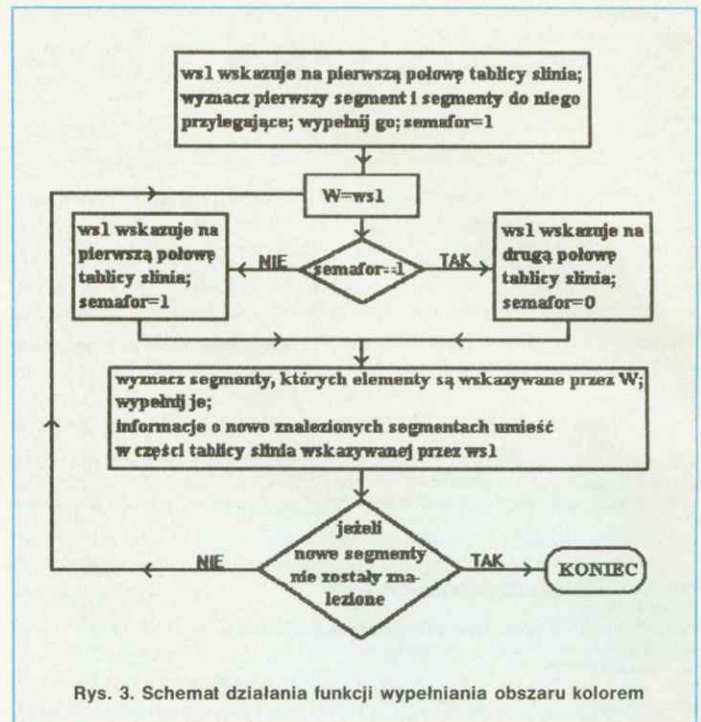 ws1 wskazuje na pierwszą połowę tablicy slinia;
wyznacz pierwszy segment i segmenty do niego
przylegające; wypełnij go; semafor=1
W=ws1
ws1 wskazuje na
pierwszą połowę
tablicy slinia;
semafor=1
NIE
semafor==1
TAK
ws1 wskazuje na
drugą połowę
tablicy slinia;
semafor=0
wyznacz segmenty, których elementy są wskazywane przez W;
wypełnij je;
informacje o nowo znalezionych segmentach umieść
w części tablicy slinia wskazywanej przez ws1
NIE
jeżeli
nowe segmenty
nie zostały zna-
lezione
TAK
KONIEC
Rys. 3. Schemat działania funkcji wypełniania obszaru kolorem